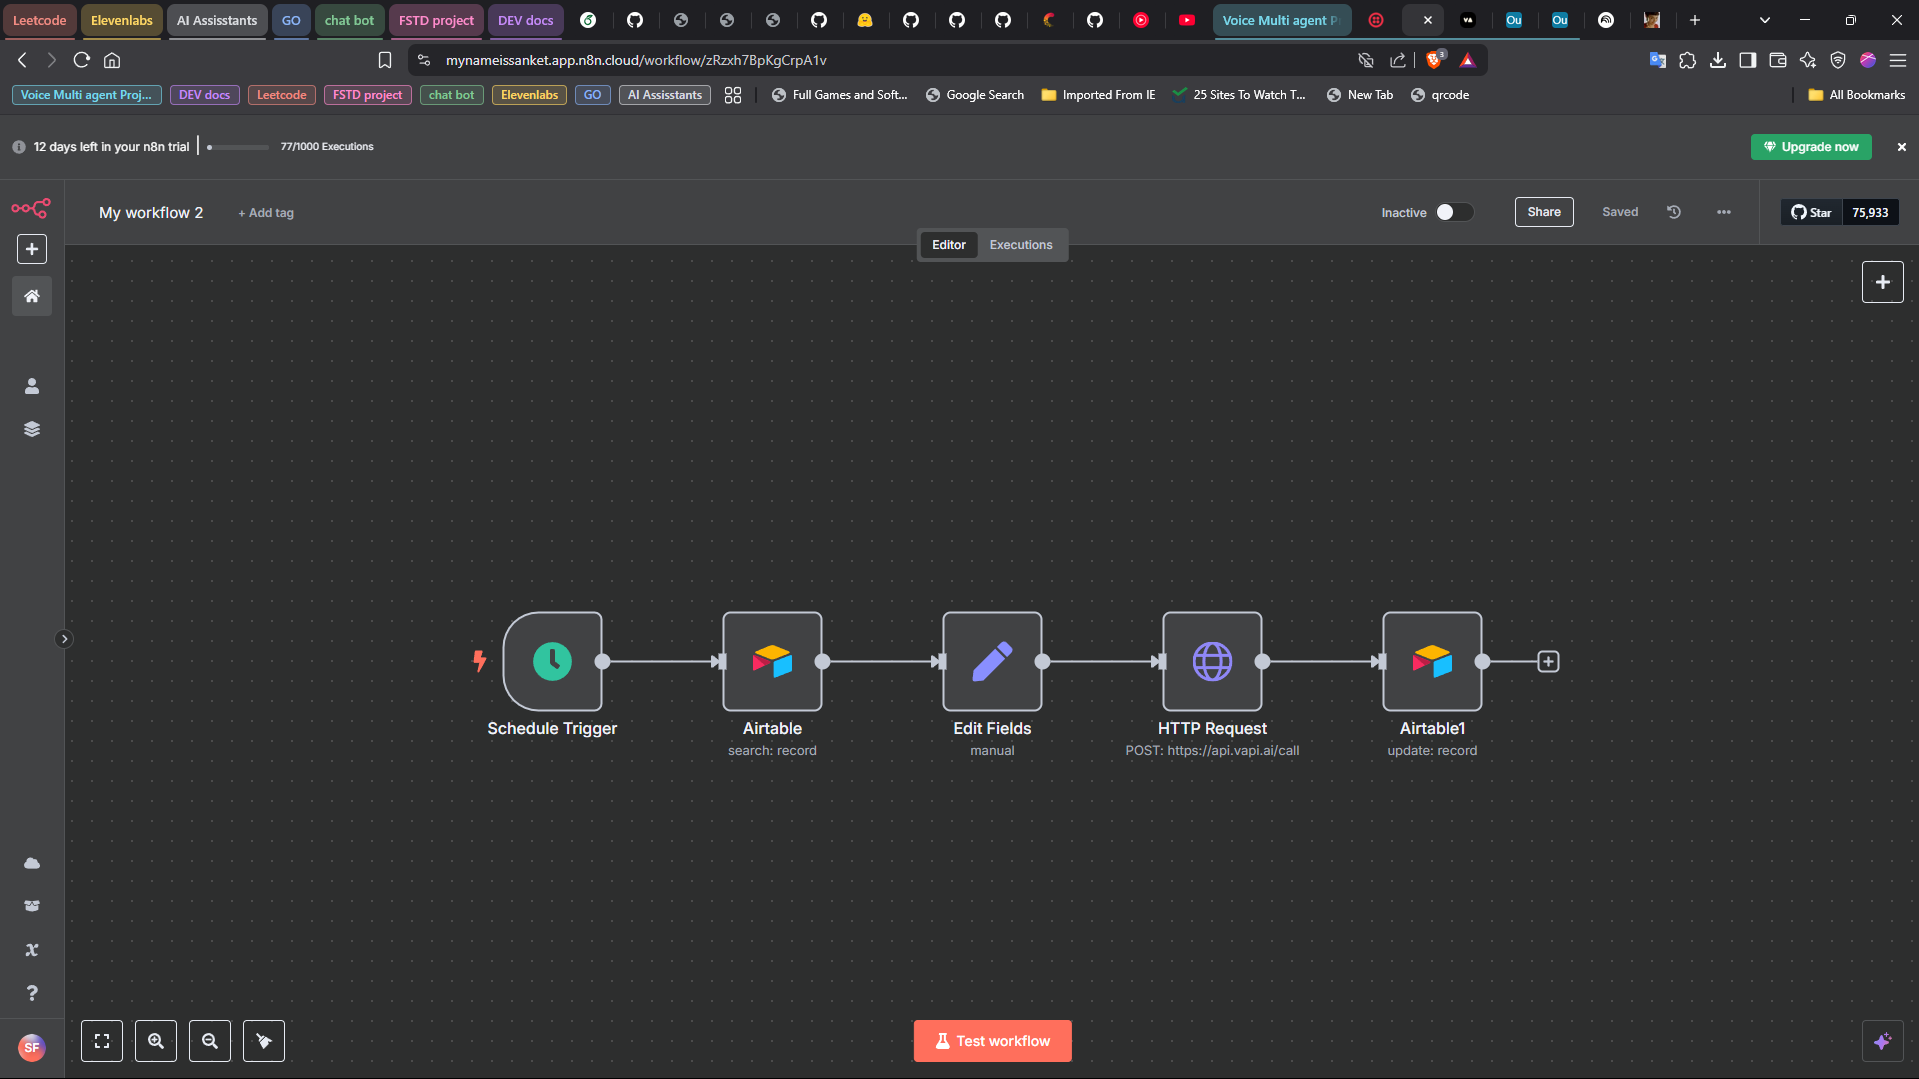 Leetcode Elevenlabs AI Assisstants GO chat bot FSTD project DEV docs Voice Multi agent P VA Ou Ou
mynameissanket.app.n8n.cloud/workflow/zRzxh7BpKgCrpA1v 3
Voice Multi agent Proj... DEV docs Leetcode FSTD project chat bot Elevenlabs GO AI Assisstants Full Games and Soft... Google Search Imported From IE 25 Sites To Watch T... New Tab qrcode All Bookmarks
12 days left in your n8n trial 77/1000 Executions Upgrade now
My workflow 2 + Add tag Inactive Share Saved Star 75,933
Editor Executions
Schedule Trigger Airtable Edit Fields HTTP Request Airtable1
search: record manual POST: https://api.vapi.ai/call update: record
SF Test workflow